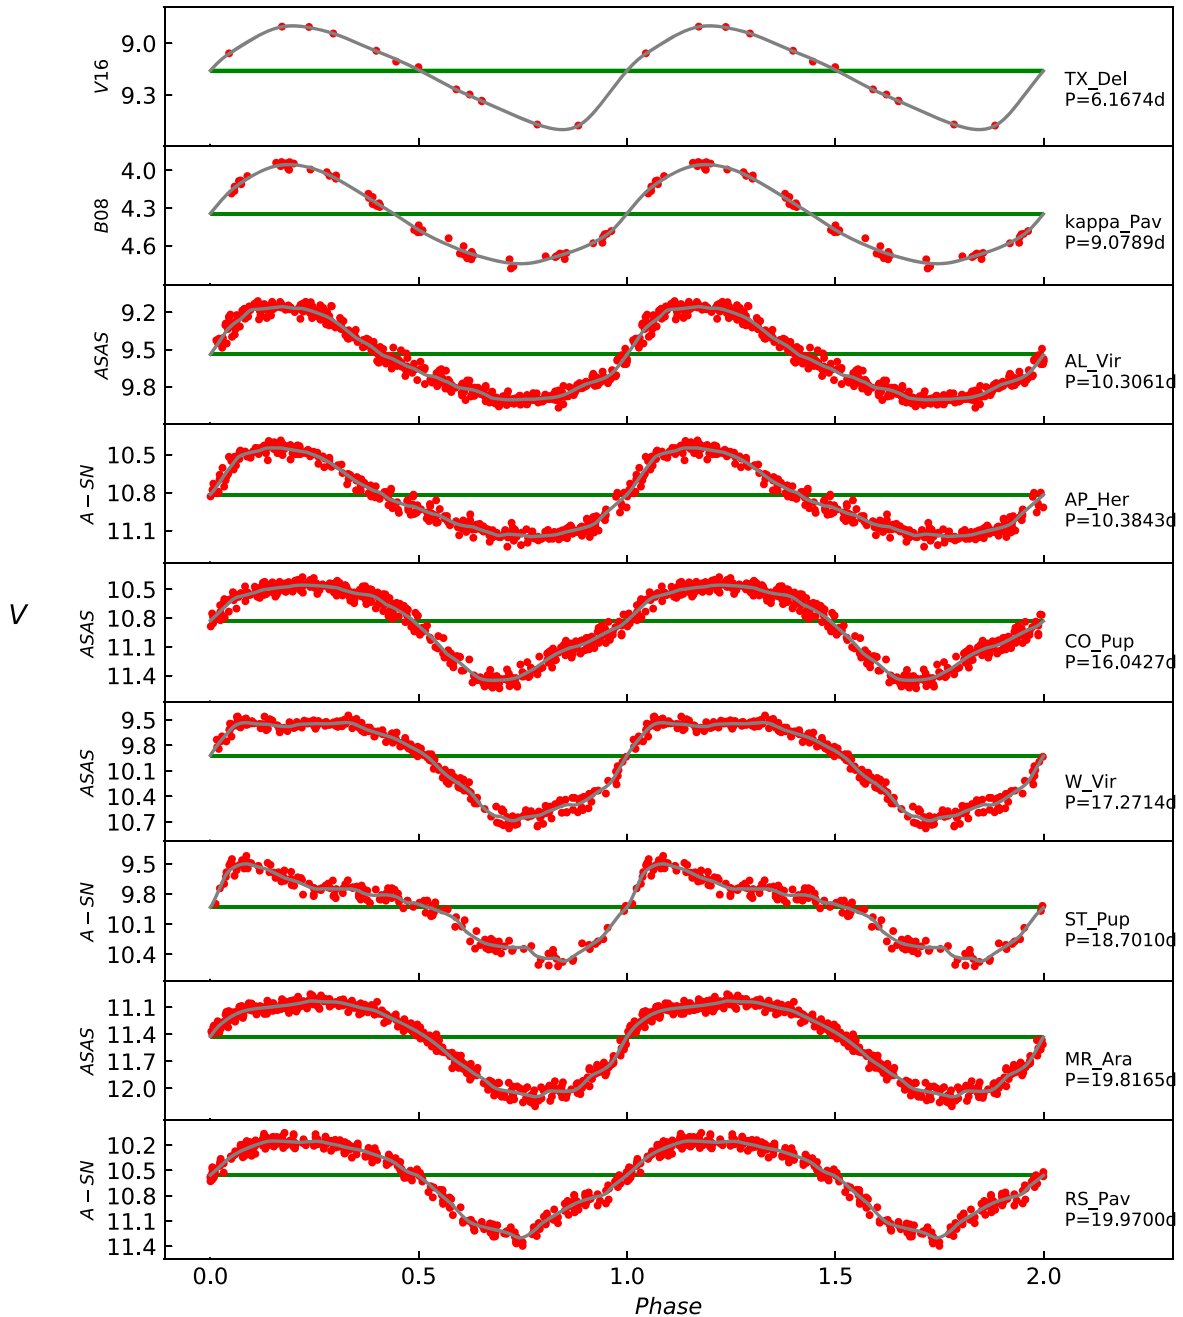 V16
9.0
9.3
TX_Del
P=6.1674d
B08
4.0
4.3
4.6
kappa_Pav
P=9.0789d
ASAS
9.2
9.5
9.8
AL_Vir
P=10.3061d
A − SN
10.5
10.8
11.1
AP_Her
P=10.3843d
V
ASAS
10.5
10.8
11.1
11.4
CO_Pup
P=16.0427d
ASAS
9.5
9.8
10.1
10.4
10.7
W_Vir
P=17.2714d
A − SN
9.5
9.8
10.1
10.4
ST_Pup
P=18.7010d
ASAS
11.1
11.4
11.7
12.0
MR_Ara
P=19.8165d
A − SN
10.2
10.5
10.8
11.1
11.4
RS_Pav
P=19.9700d
0.0 0.5 1.0 1.5 2.0
Phase